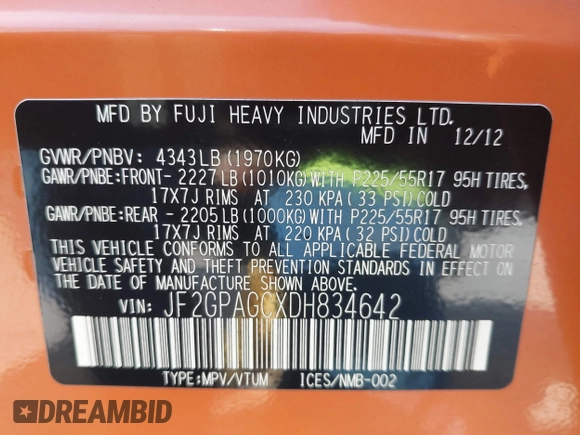 MFD BY FUJI HEAVY INDUSTRIES LTD.
MFD IN 12/12
GVWR/PNBV: 4343LB(1970KG)
GAWR/PNBE:FRONT- 2227LB(1010KG)WITH P225/55R17 95H TIRES,
17X7J RIMS AT 230 KPA(33 PSI)COLD
GAWR/PNBE:REAR - 2205LB(1000KG)WITH P225/55R17 95H TIRES,
17X7J RIMS AT 220 KPA(32 PSI)COLD
THIS VEHICLE CONFORMS TO ALL APPLICABLE FEDERAL MOTOR
VEHICLE SAFETY AND THEFT PREVENTION STANDARDS IN EFFECT ON
THE DATE OF MANUFACTURE SHOWN ABOVE.
VIN: JF2GPAGCXDH834642
TYPE:MPV/VTUM ICES/NMB-002
DREAMBID